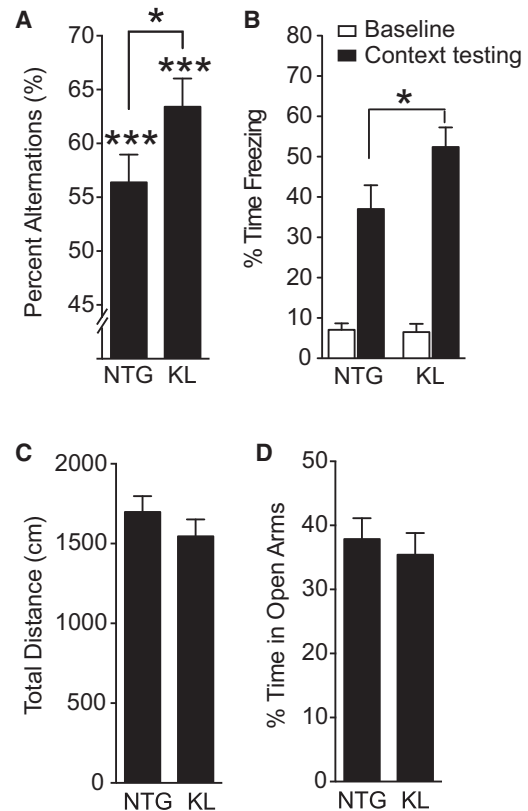 A
Percent Alternations (%)
70
65
60
55
50
45
*
***
***
NTG KL
B
Baseline
Context testing
% Time Freezing
80
70
60
50
40
30
20
10
0
*
NTG KL
C
Total Distance (cm)
2000
1500
1000
500
0
NTG KL
D
% Time in Open Arms
50
40
30
20
10
0
NTG KL